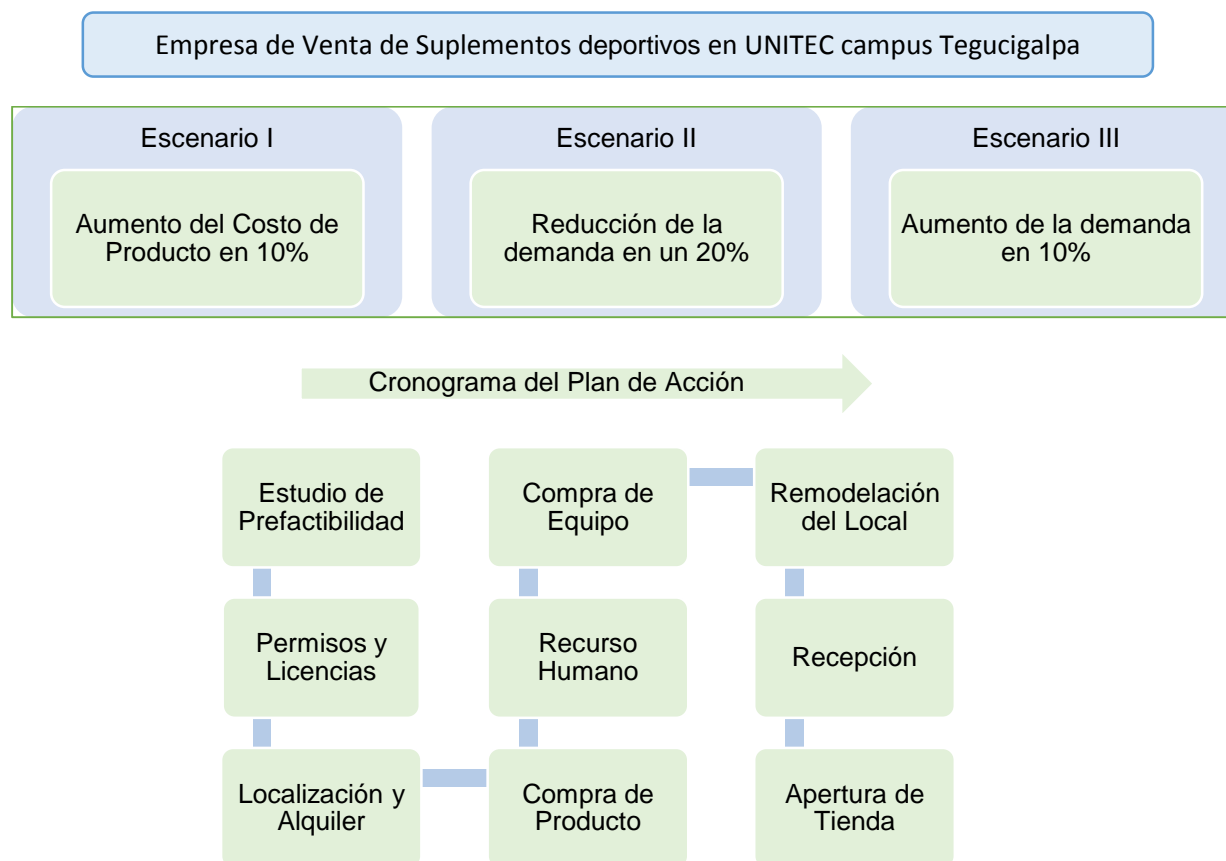 Empresa de Venta de Suplementos deportivos en UNITEC campus Tegucigalpa
Escenario I
Aumento del Costo de
Producto en 10%
Escenario II
Reducción de la
demanda en un 20%
Escenario III
Aumento de la demanda
en 10%
Cronograma del Plan de Acción
Estudio de
Prefactibilidad
Permisos y
Licencias
Localización y
Alquiler
Compra de
Producto
Recurso
Humano
Compra de
Equipo
Remodelación
del Local
Recepción
Apertura de
Tienda